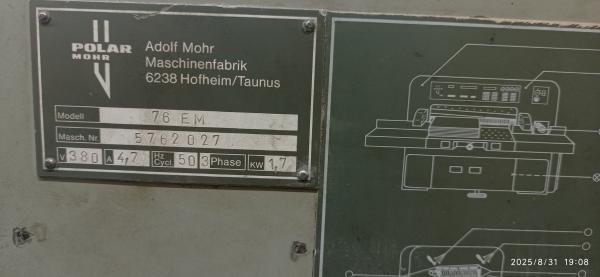 POLAR
MOHR
Adolf Mohr
Maschinenfabrik
6238 Hofheim/Taunus
Modell 76 EM
Masch. Nr. 5762027
V 380 A 4,7 Hz Cycl. 50 3 Phase KW 1,7
2025/8/31 19:08